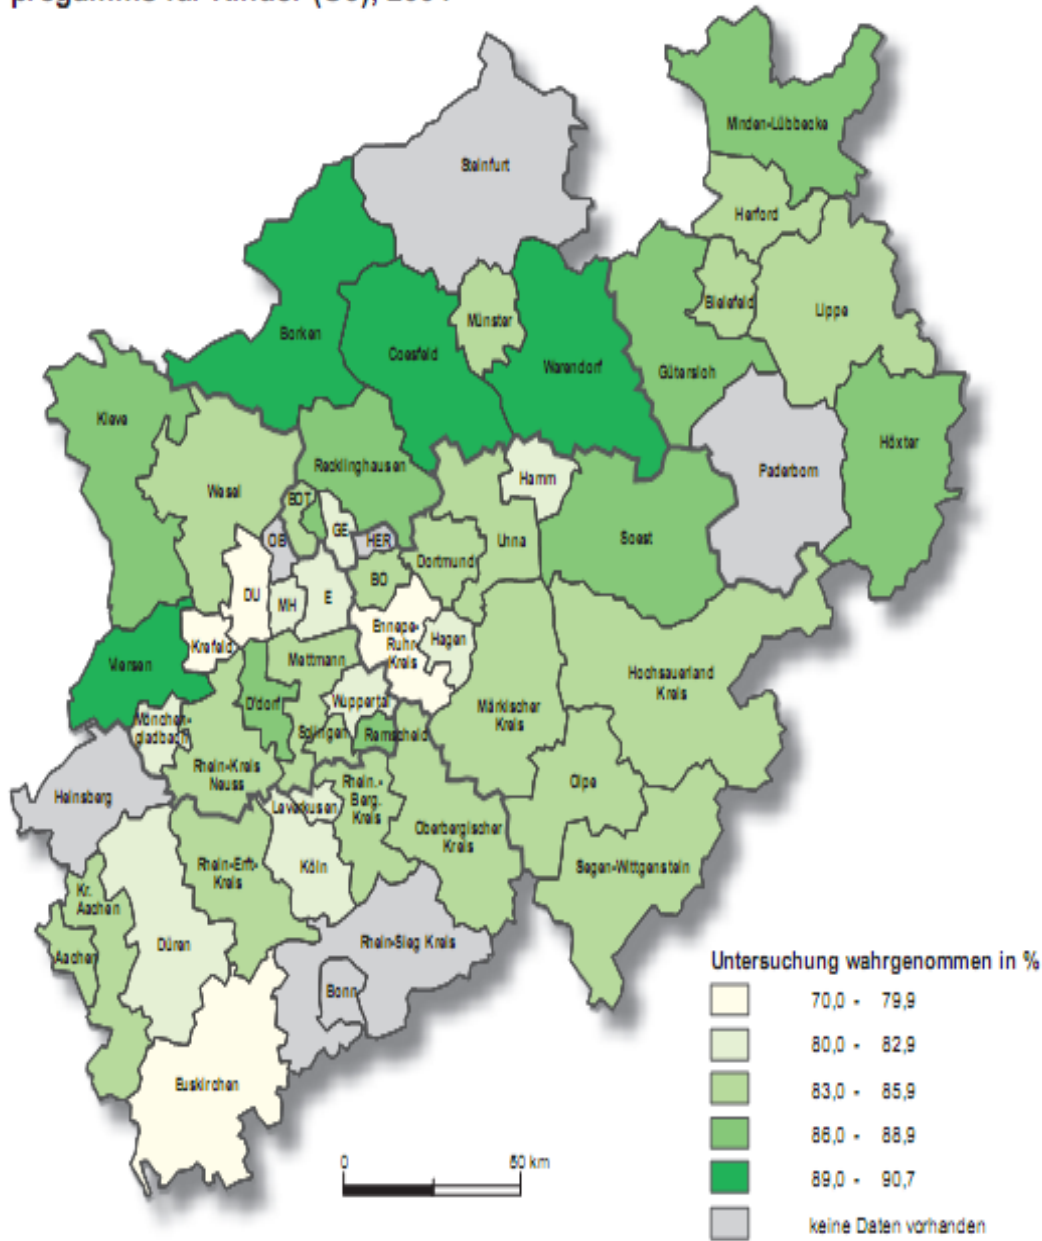 für Kinder
Minden-Lübbecke
Steinfurt
Herford
Bielefeld
Lippe
Münster
Borken
Coesfeld
Warendorf
Gütersloh
Kleve
Höxter
Recklinghausen
Paderborn
Hamm
Wesel
BOT
GE
OB
HER
Unna
Soest
Dortmund
BO
DU
MH
E
Ennepe-
Ruhr-
Kreis
Hagen
Krefeld
Viersen
Mettmann
Hochsauerland
Kreis
D'dorf
Wuppertal
Märkischer
Kreis
Mönchen-
gladbach
Solingen
Remscheid
Rhein-Kreis
Neuss
Olpe
Heinsberg
Leverkusen
Rhein.-
Berg.
Kreis
Oberbergischer
Kreis
Köln
Rhein-Erft-
Kreis
Siegen-Wittgenstein
Kr.
Aachen
Düren
Aachen
Rhein-Sieg Kreis
Bonn
Euskirchen
Untersuchung wahrgenommen in %
70,0 - 79,9
80,0 - 82,9
83,0 - 85,9
86,0 - 88,9
89,0 - 90,7
keine Daten vorhanden
0 50 km